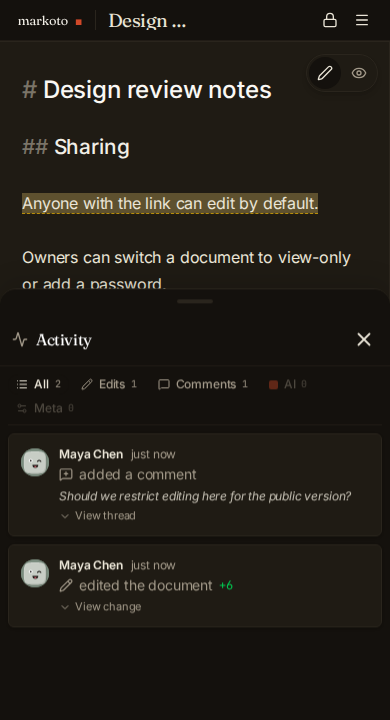 markoto
Design ...
# Design review notes
## Sharing
Anyone with the link can edit by default.
Owners can switch a document to view-only
or add a password.
Activity
All 2 Edits 1 Comments 1 AI 0
Meta 0
Maya Chen just now
added a comment
Should we restrict editing here for the public version?
View thread
Maya Chen just now
edited the document +6
View change